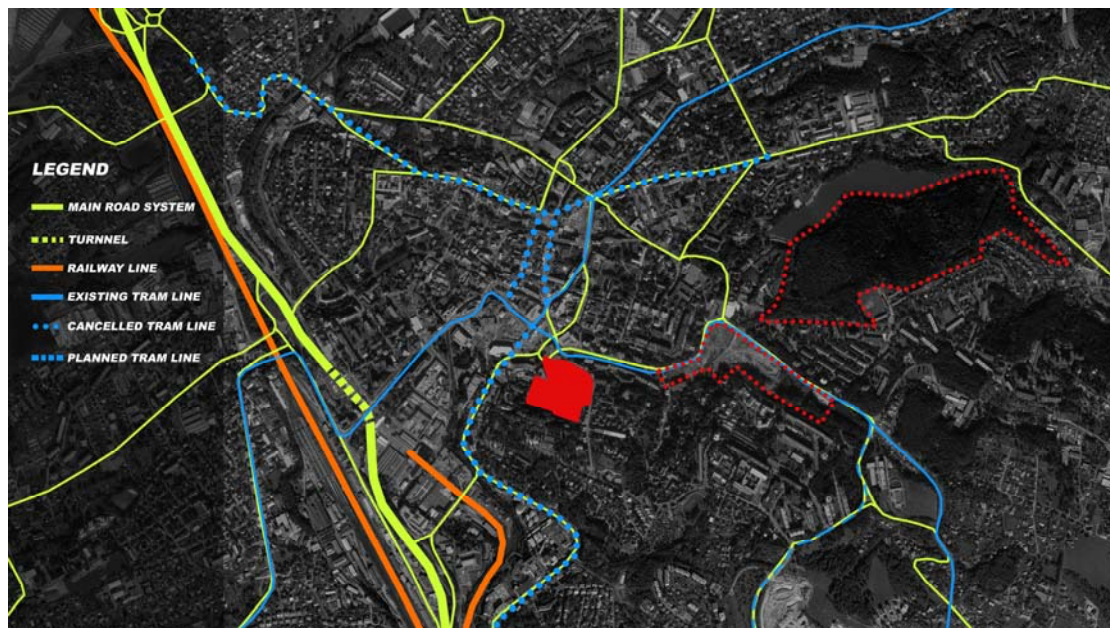 LEGEND
MAIN ROAD SYSTEM
TURNNEL
RAILWAY LINE
EXISTING TRAM LINE
CANCELLED TRAM LINE
PLANNED TRAM LINE